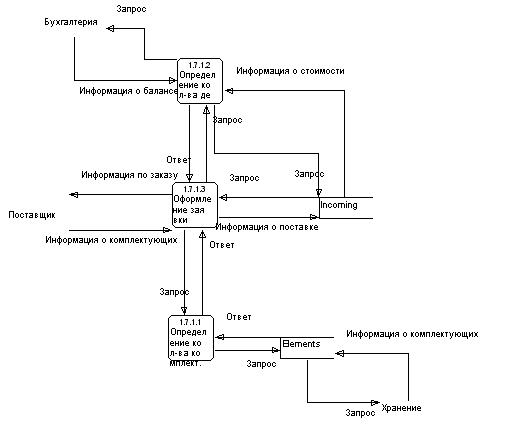 Запрос
Бухгалтерия
1.7.1.2
Определ
ение ко
л-ва де
Информация о стоимости
Информация о балансе
Запрос
Ответ
Запрос
Информация по заказу
Запрос
1.7.1.3
Оформле
ние зая
вки
Incoming
Поставщик
Информация о поставке
Информация о комплектующих
Ответ
Запрос
1.7.1.1
Определ
ение ко
л-ва ко
мплект.
Ответ
Информация о комплектующих
Elements
Запрос
Запрос
Хранение